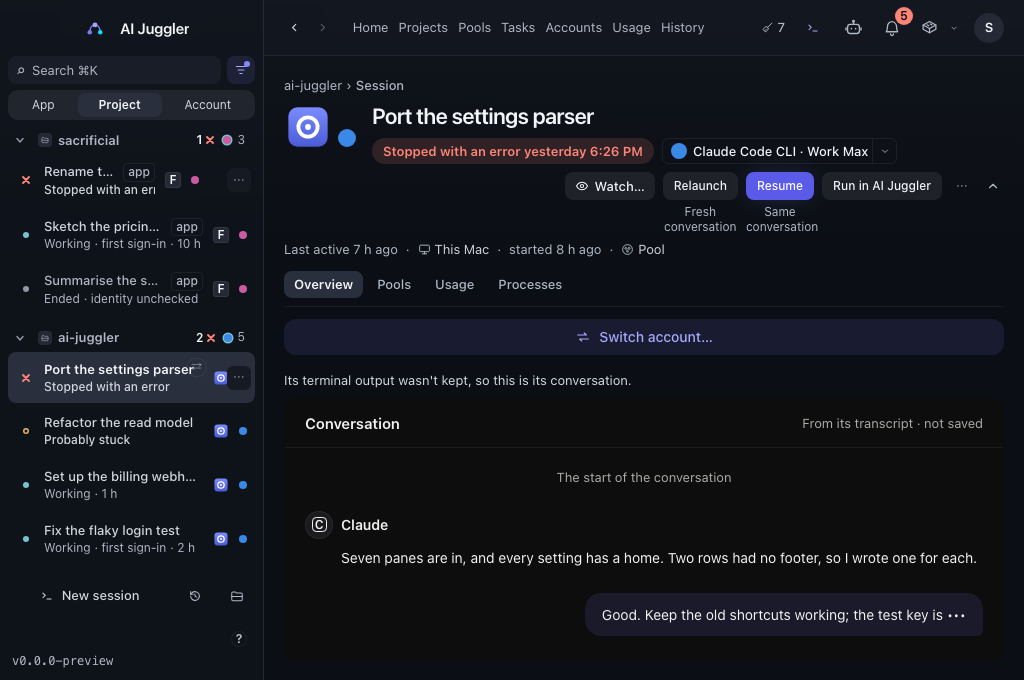 AI Juggler
Search ⌘K
App Project Account
sacrificial 1 3
Rename t... app F
Stopped with an err
Sketch the pricin... app F
Working · first sign-in · 10 h
Summarise the s... app F
Ended · identity unchecked
ai-juggler 2 5
Port the settings parser
Stopped with an error
Refactor the read model
Probably stuck
Set up the billing webh...
Working · 1 h
Fix the flaky login test
Working · first sign-in · 2 h
New session
?
v0.0.0-preview
Home Projects Pools Tasks Accounts Usage History 7 5 S
ai-juggler › Session
Port the settings parser
Stopped with an error yesterday 6:26 PM Claude Code CLI · Work Max
Watch... Relaunch Resume Run in AI Juggler ...
Fresh conversation
Same conversation
Last active 7 h ago · This Mac · started 8 h ago · Pool
Overview Pools Usage Processes
Switch account...
Its terminal output wasn't kept, so this is its conversation.
Conversation From its transcript · not saved
The start of the conversation
C Claude
Seven panes are in, and every setting has a home. Two rows had no footer, so I wrote one for each.
Good. Keep the old shortcuts working; the test key is •••